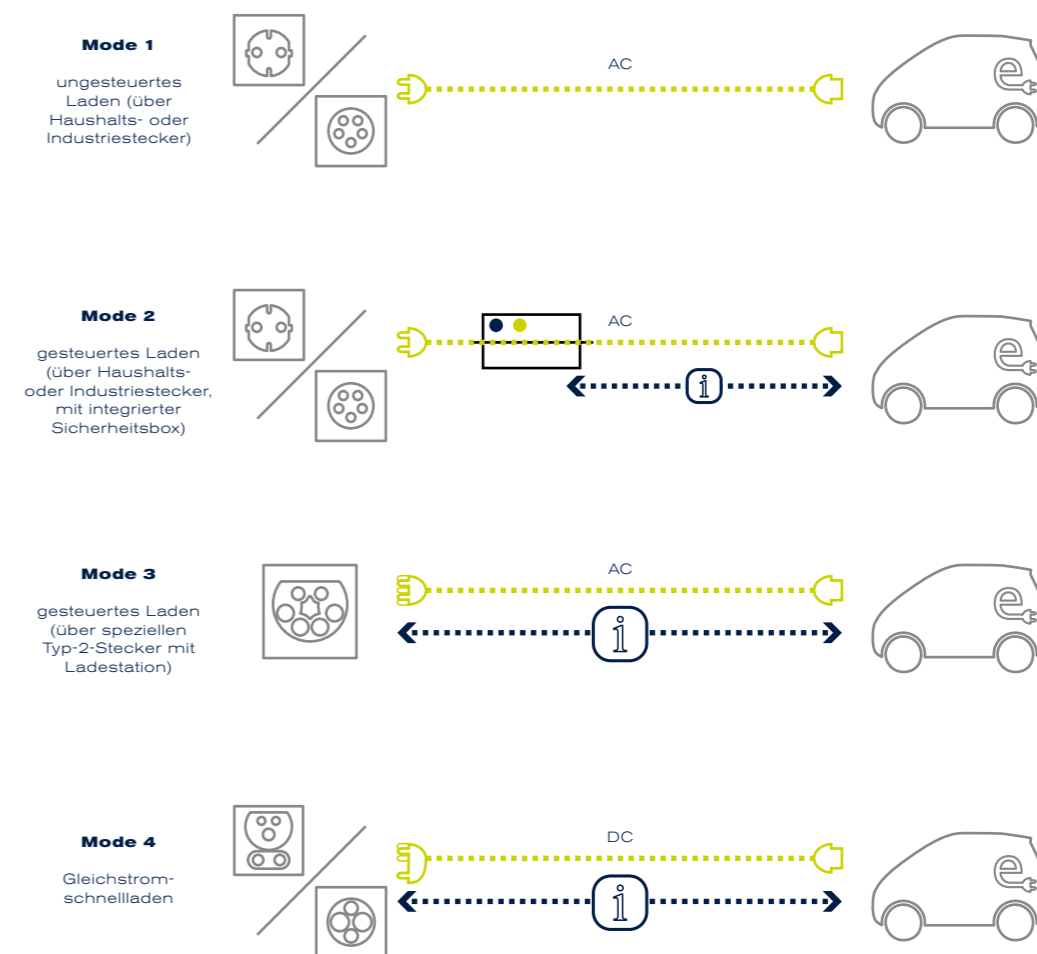 Mode 1
ungesteuertes
Laden (über
Haushalts- oder
Industriestecker)
AC
e
Mode 2
gesteuertes Laden
(über Haushalts-
oder Industriestecker,
mit integrierter
Sicherheitsbox)
AC
i
e
Mode 3
gesteuertes Laden
(über speziellen
Typ-2-Stecker mit
Ladestation)
AC
i
e
Mode 4
Gleichstrom-
schnellladen
DC
i
e